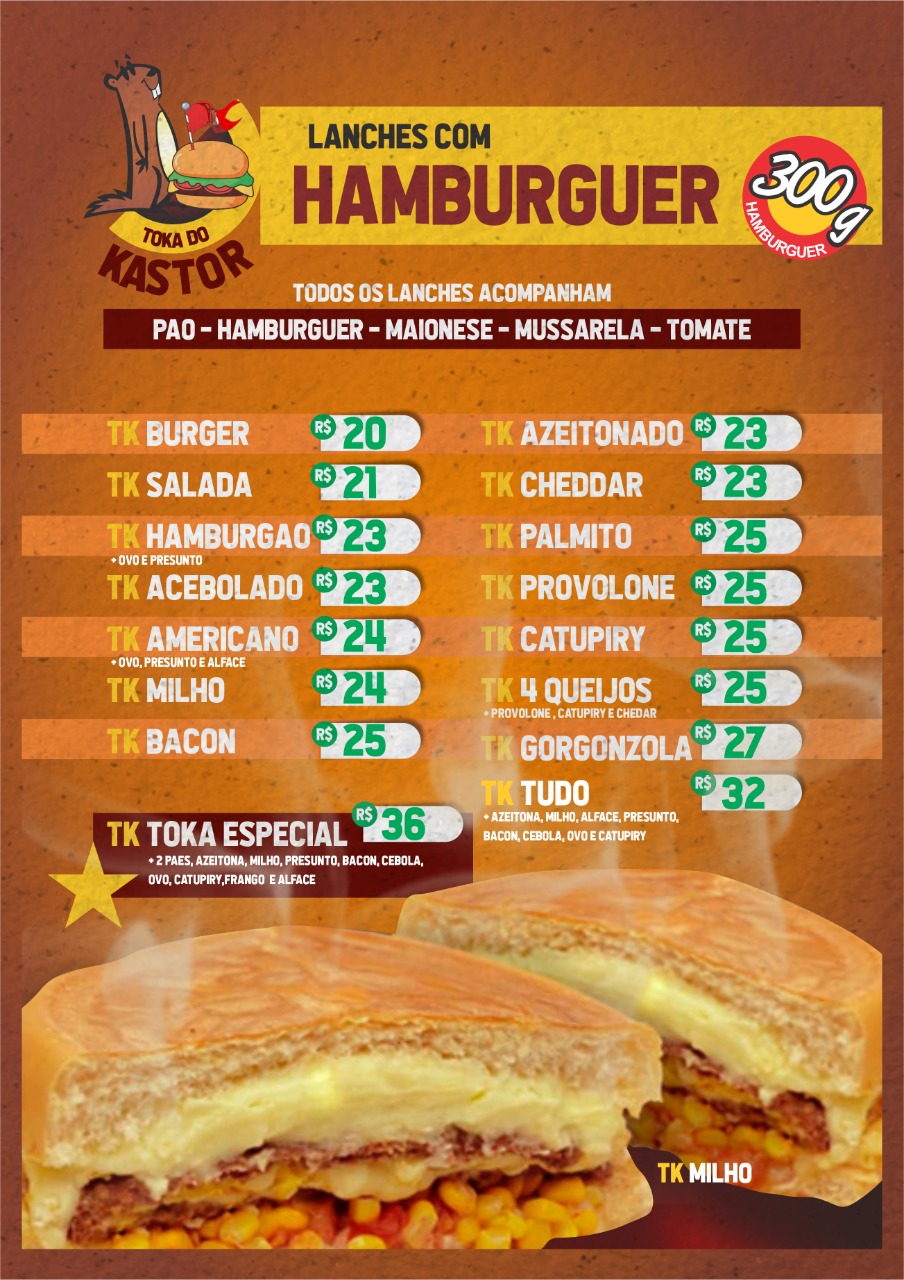 TOKA DO
KASTOR
LANCHES COM
HAMBURGUER
300g
HAMBURGUER
TODOS OS LANCHES ACOMPANHAM
PAO - HAMBURGUER - MAIONESE - MUSSARELA - TOMATE
TK BURGER R$ 20
TK SALADA R$ 21
TK HAMBURGAO R$ 23
+ OVO E PRESUNTO
TK ACEBOLADO R$ 23
TK AMERICANO R$ 24
+ OVO, PRESUNTO E ALFACE
TK MILHO R$ 24
TK BACON R$ 25
TK AZEITONADO R$ 23
TK CHEDDAR R$ 23
TK PALMITO R$ 25
TK PROVOLONE R$ 25
TK CATUPIRY R$ 25
TK 4 QUEIJOS R$ 25
+ PROVOLONE , CATUPIRY E CHEDAR
TK GORGONZOLA R$ 27
TK TUDO R$ 32
+ AZEITONA, MILHO, ALFACE, PRESUNTO,
BACON, CEBOLA, OVO E CATUPIRY
TK TOKA ESPECIAL R$ 36
+ 2 PAES, AZEITONA, MILHO, PRESUNTO, BACON, CEBOLA,
OVO, CATUPIRY,FRANGO E ALFACE
TK MILHO